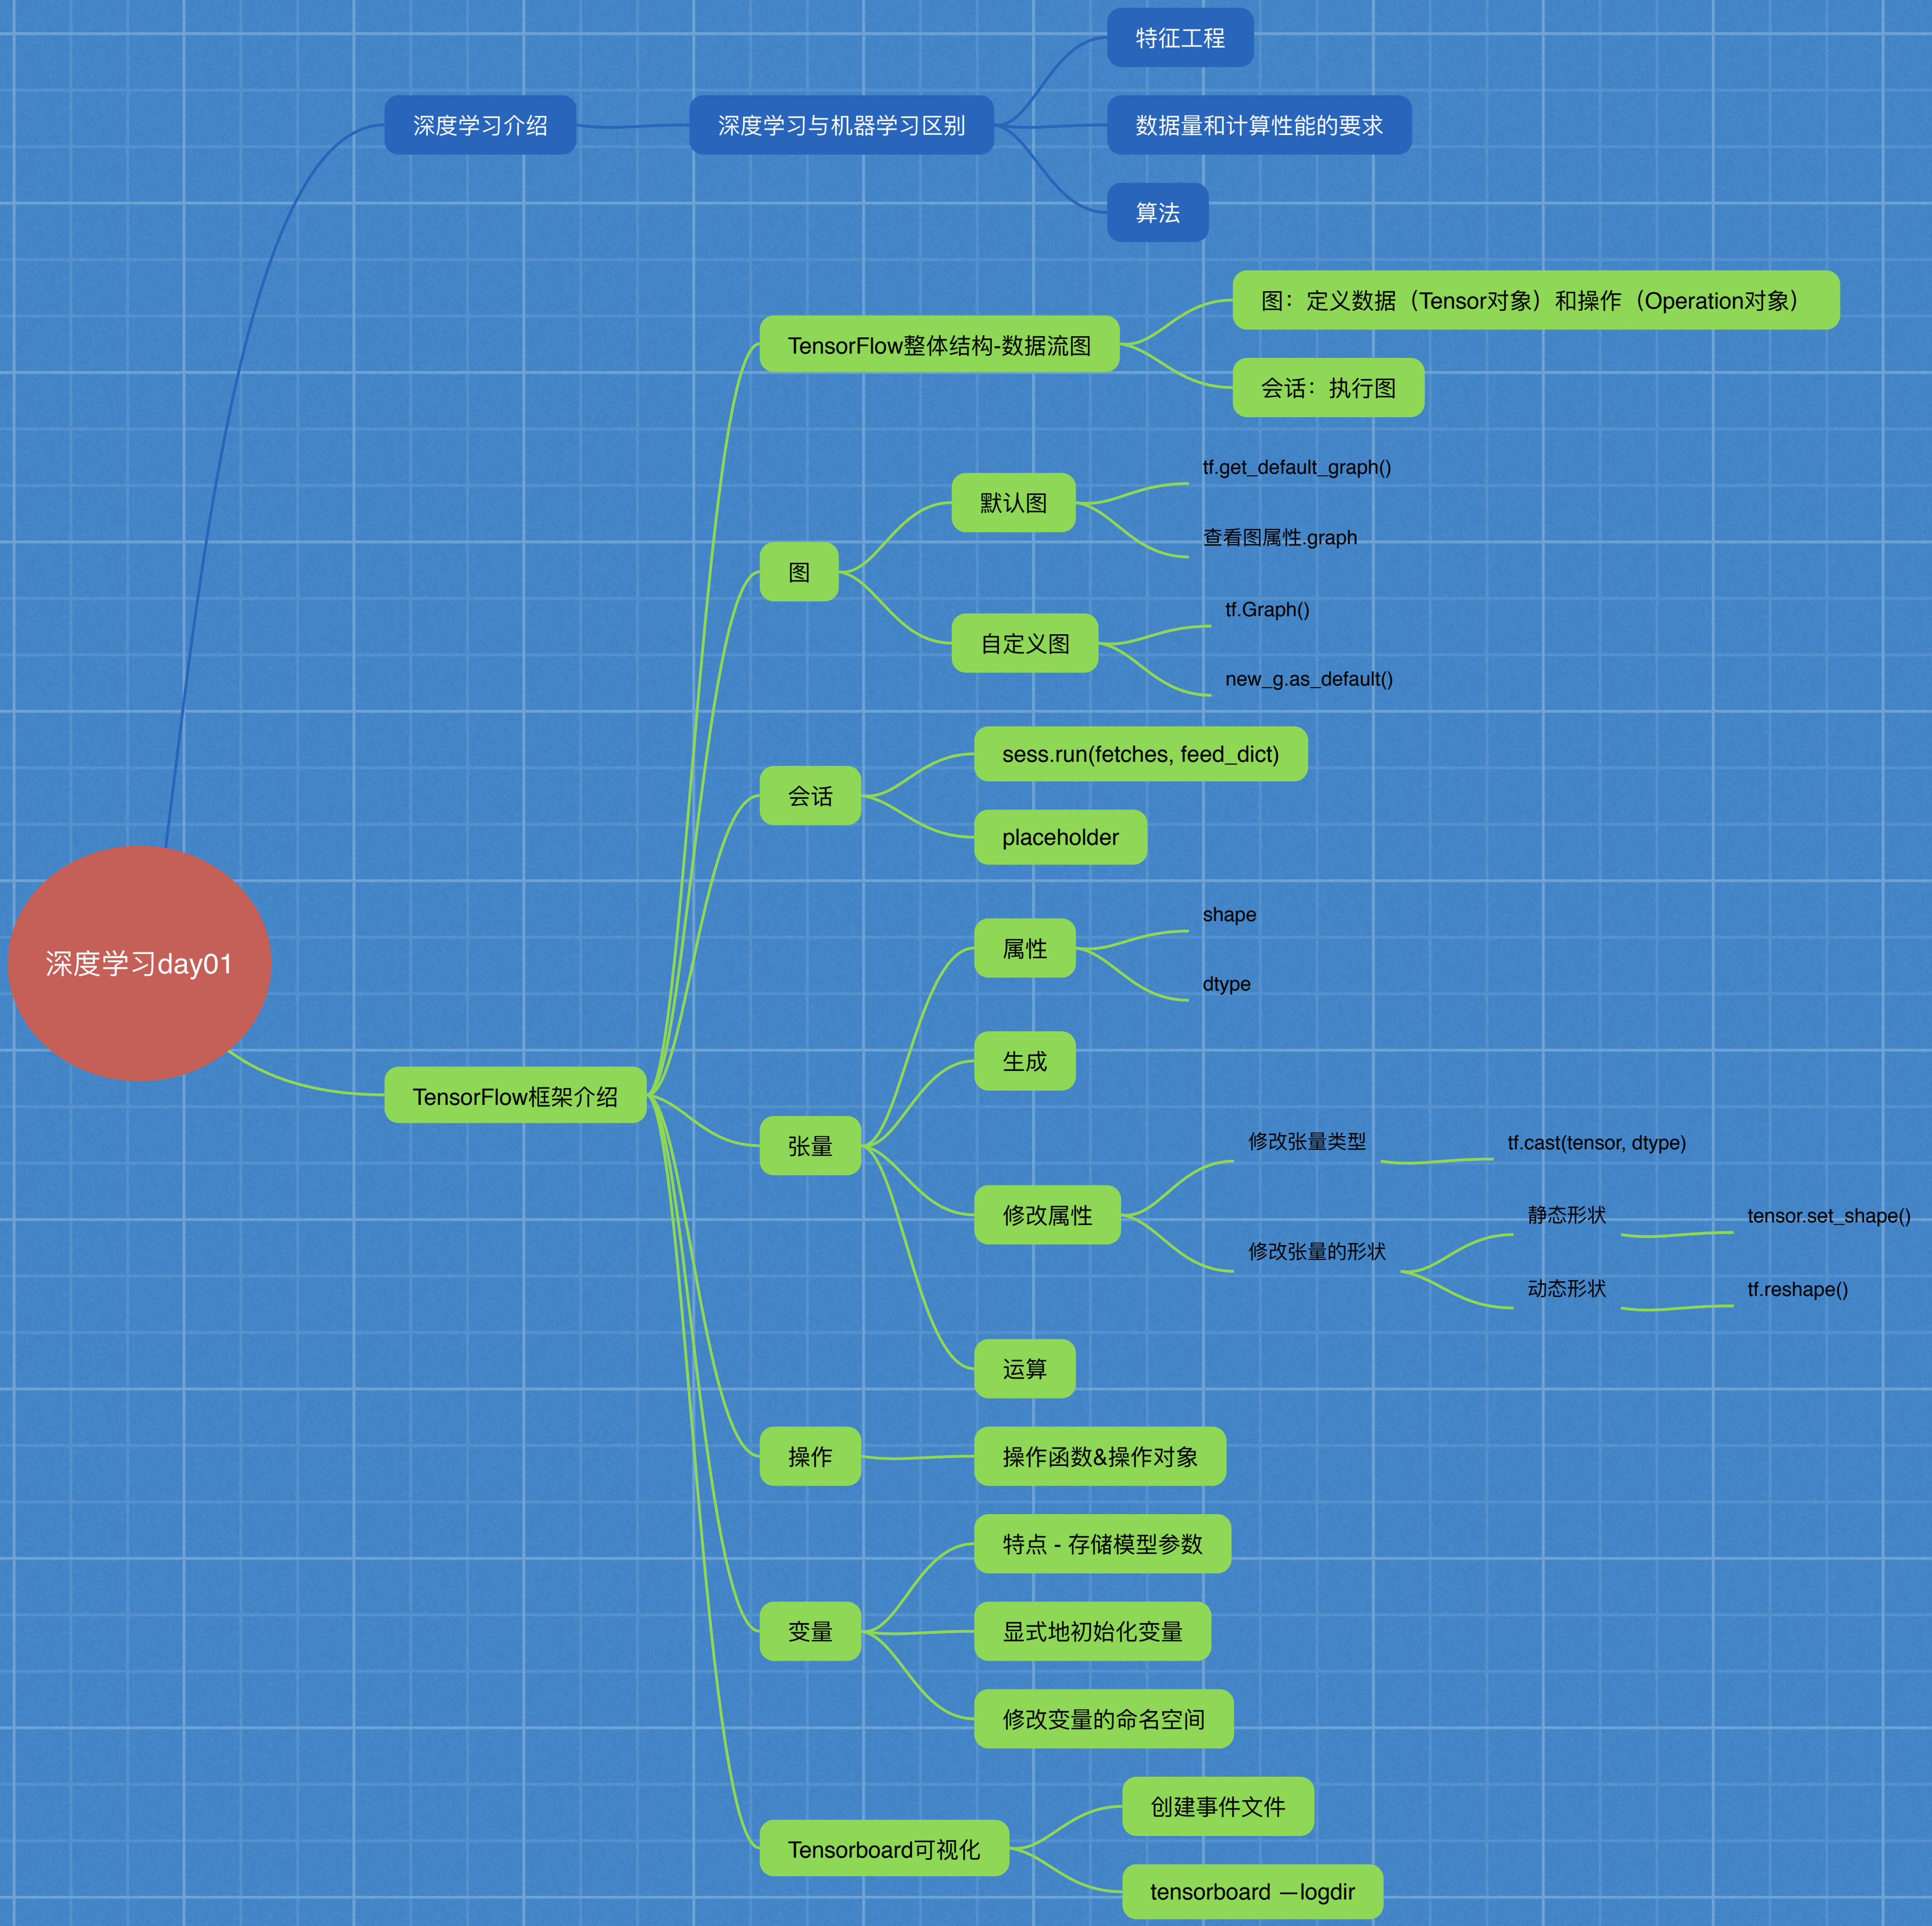 深度学习day01
深度学习介绍
深度学习与机器学习区别
特征工程
数据量和计算性能的要求
算法
TensorFlow框架介绍
TensorFlow整体结构-数据流图
图：定义数据（Tensor对象）和操作（Operation对象）
会话：执行图
图
默认图
tf.get_default_graph()
查看图属性.graph
自定义图
tf.Graph()
new_g.as_default()
会话
sess.run(fetches, feed_dict)
placeholder
张量
属性
shape
dtype
生成
修改属性
修改张量类型
tf.cast(tensor, dtype)
修改张量的形状
静态形状
tensor.set_shape()
动态形状
tf.reshape()
运算
操作
操作函数&操作对象
变量
特点 - 存储模型参数
显式地初始化变量
修改变量的命名空间
Tensorboard可视化
创建事件文件
tensorboard —logdir